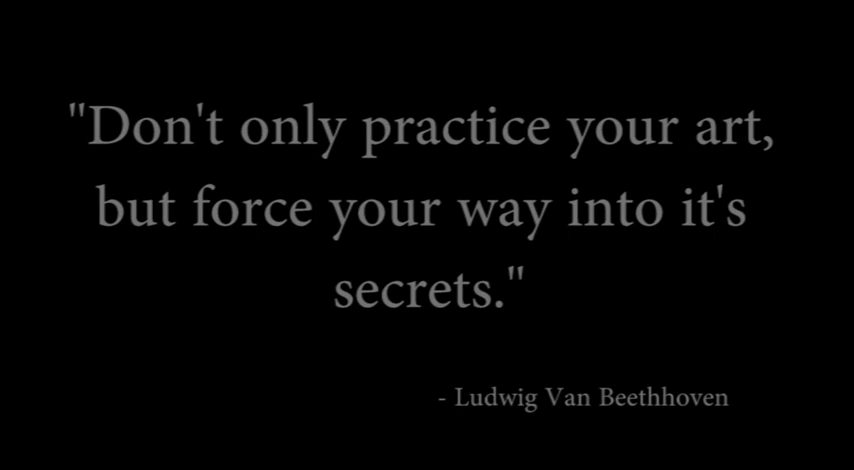 "Don't only practice your art,
but force your way into it's
secrets."
- Ludwig Van Beethhoven